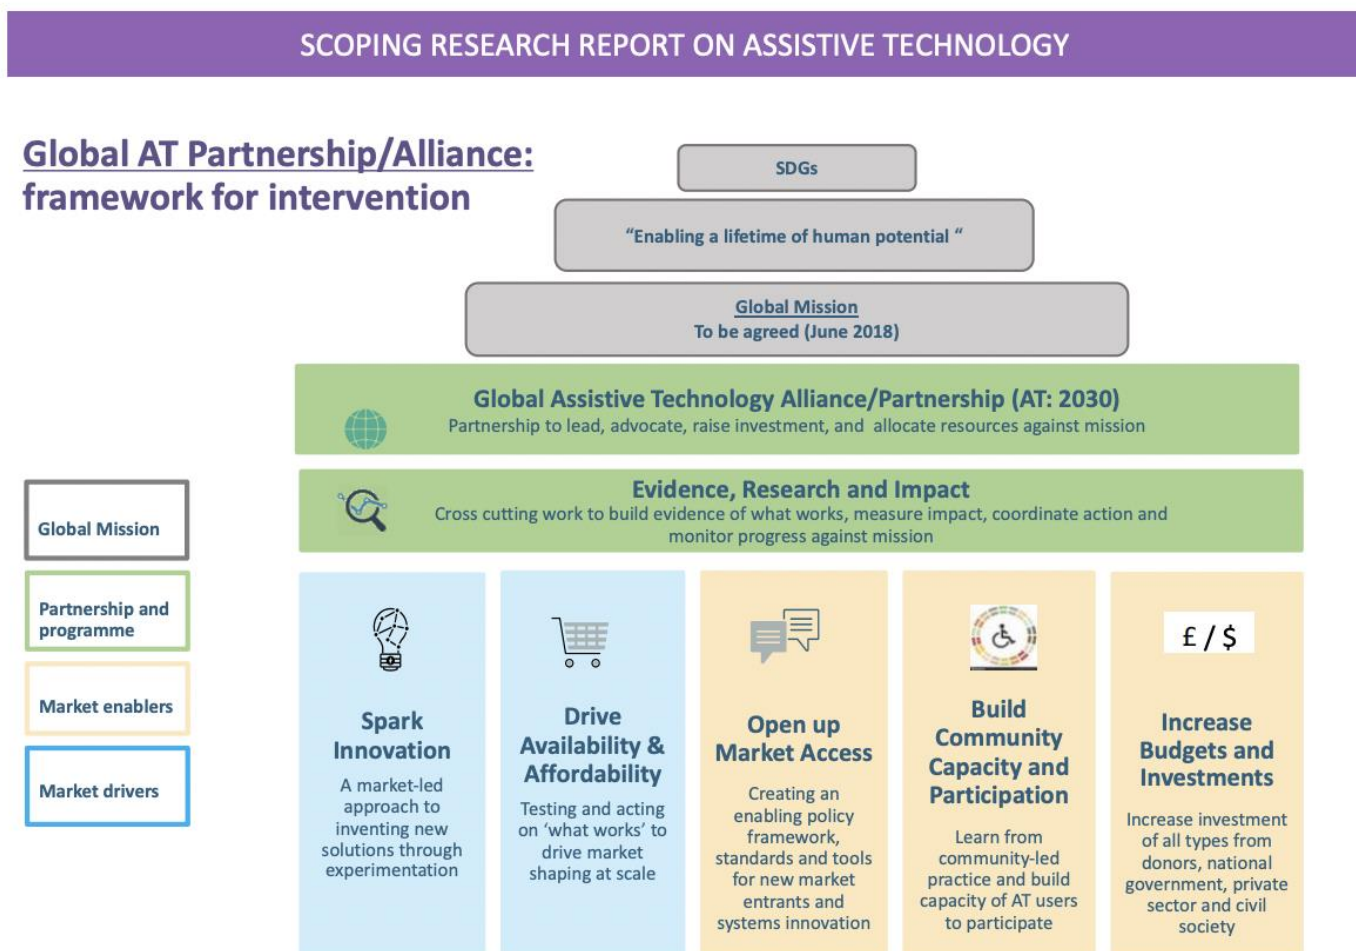 SCOPING RESEARCH REPORT ON ASSISTIVE TECHNOLOGY
Global AT Partnership/Alliance:
framework for intervention
SDGs
“Enabling a lifetime of human potential “
Global Mission
To be agreed (June 2018)
Global Assistive Technology Alliance/Partnership (AT: 2030)
Partnership to lead, advocate, raise investment, and allocate resources against mission
Evidence, Research and Impact
Cross cutting work to build evidence of what works, measure impact, coordinate action and
monitor progress against mission
Global Mission
Partnership and
programme
Market enablers
Market drivers
Spark
Innovation
A market-led
approach to
inventing new
solutions through
experimentation
Drive
Availability &
Affordability
Testing and acting
on ‘what works’ to
drive market
shaping at scale
Open up
Market Access
Creating an
enabling policy
framework,
standards and tools
for new market
entrants and
systems innovation
Build
Community
Capacity and
Participation
Learn from
community-led
practice and build
capacity of AT users
to participate
£ / $
Increase
Budgets and
Investments
Increase investment
of all types from
donors, national
government, private
sector and civil
society